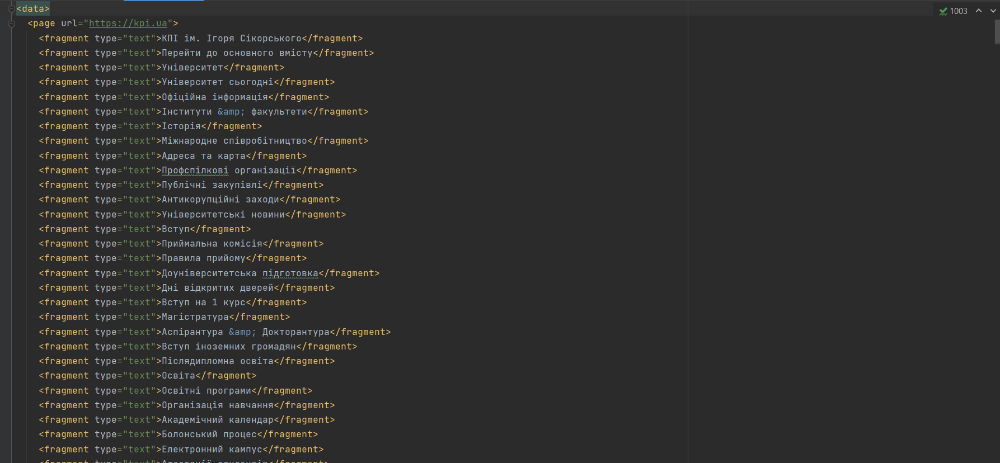 <data>
1003
<page url="https://kpi.ua">
<fragment type="text">КПІ ім. Ігоря Сікорського</fragment>
<fragment type="text">Перейти до основного вмісту</fragment>
<fragment type="text">Університет</fragment>
<fragment type="text">Університет сьогодні</fragment>
<fragment type="text">Офіційна інформація</fragment>
<fragment type="text">Інститути &amp; факультети</fragment>
<fragment type="text">Історія</fragment>
<fragment type="text">Міжнародне співробітництво</fragment>
<fragment type="text">Адреса та карта</fragment>
<fragment type="text">Профспілкові організації</fragment>
<fragment type="text">Публічні закупівлі</fragment>
<fragment type="text">Антикорупційні заходи</fragment>
<fragment type="text">Університетські новини</fragment>
<fragment type="text">Вступ</fragment>
<fragment type="text">Приймальна комісія</fragment>
<fragment type="text">Правила прийому</fragment>
<fragment type="text">Доуніверситетська підготовка</fragment>
<fragment type="text">Дні відкритих дверей</fragment>
<fragment type="text">Вступ на 1 курс</fragment>
<fragment type="text">Магістратура</fragment>
<fragment type="text">Аспірантура &amp; Докторантура</fragment>
<fragment type="text">Вступ іноземних громадян</fragment>
<fragment type="text">Післядипломна освіта</fragment>
<fragment type="text">Освіта</fragment>
<fragment type="text">Освітні програми</fragment>
<fragment type="text">Організація навчання</fragment>
<fragment type="text">Академічний календар</fragment>
<fragment type="text">Болонський процес</fragment>
<fragment type="text">Електронний кампус</fragment>
<fragment type="text">Атестації студентів</fragment>